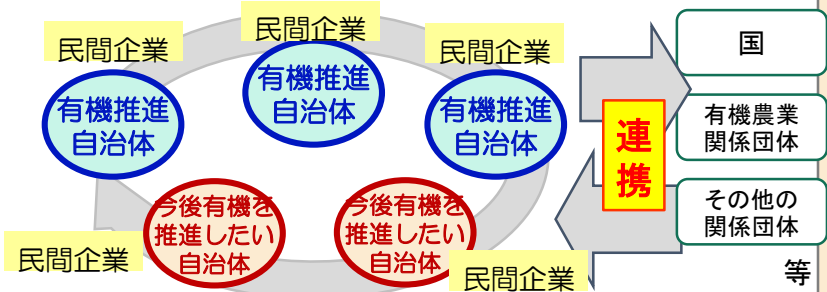 民間企業
民間企業
民間企業
有機推進
自治体
有機推進
自治体
有機推進
自治体
今後有機を
推進したい
自治体
今後有機を
推進したい
自治体
民間企業
民間企業
連
携
国
有機農業
関係団体
その他の
関係団体
等